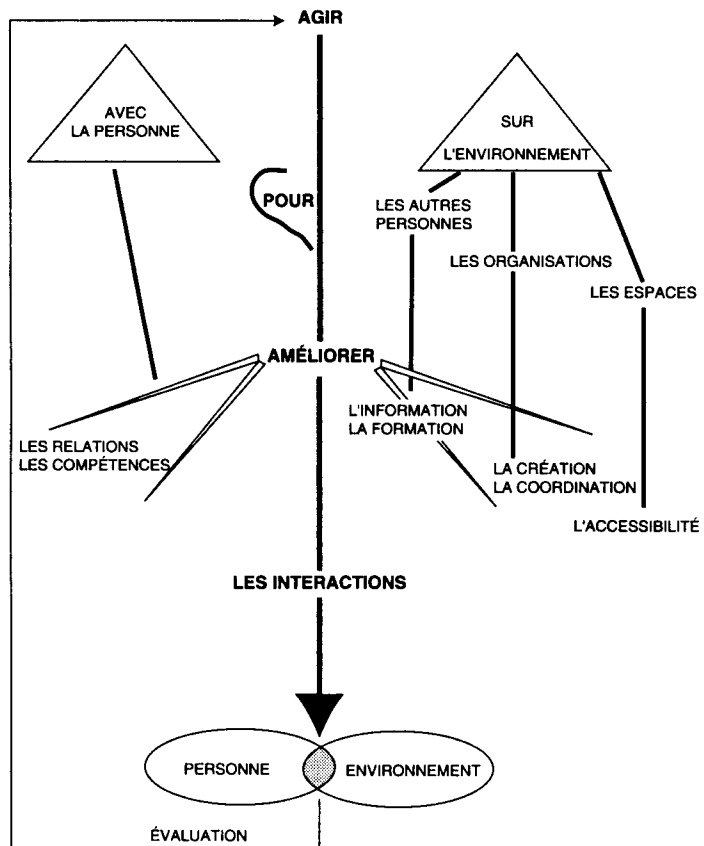 AGIR
AVEC
LA PERSONNE
SUR
L'ENVIRONNEMENT
POUR
LES AUTRES
PERSONNES
LES ORGANISATIONS
LES ESPACES
AMÉLIORER
L'INFORMATION
LA FORMATION
LES RELATIONS
LES COMPÉTENCES
LA CRÉATION
LA COORDINATION
L'ACCESSIBILITÉ
LES INTERACTIONS
PERSONNE
ENVIRONNEMENT
ÉVALUATION